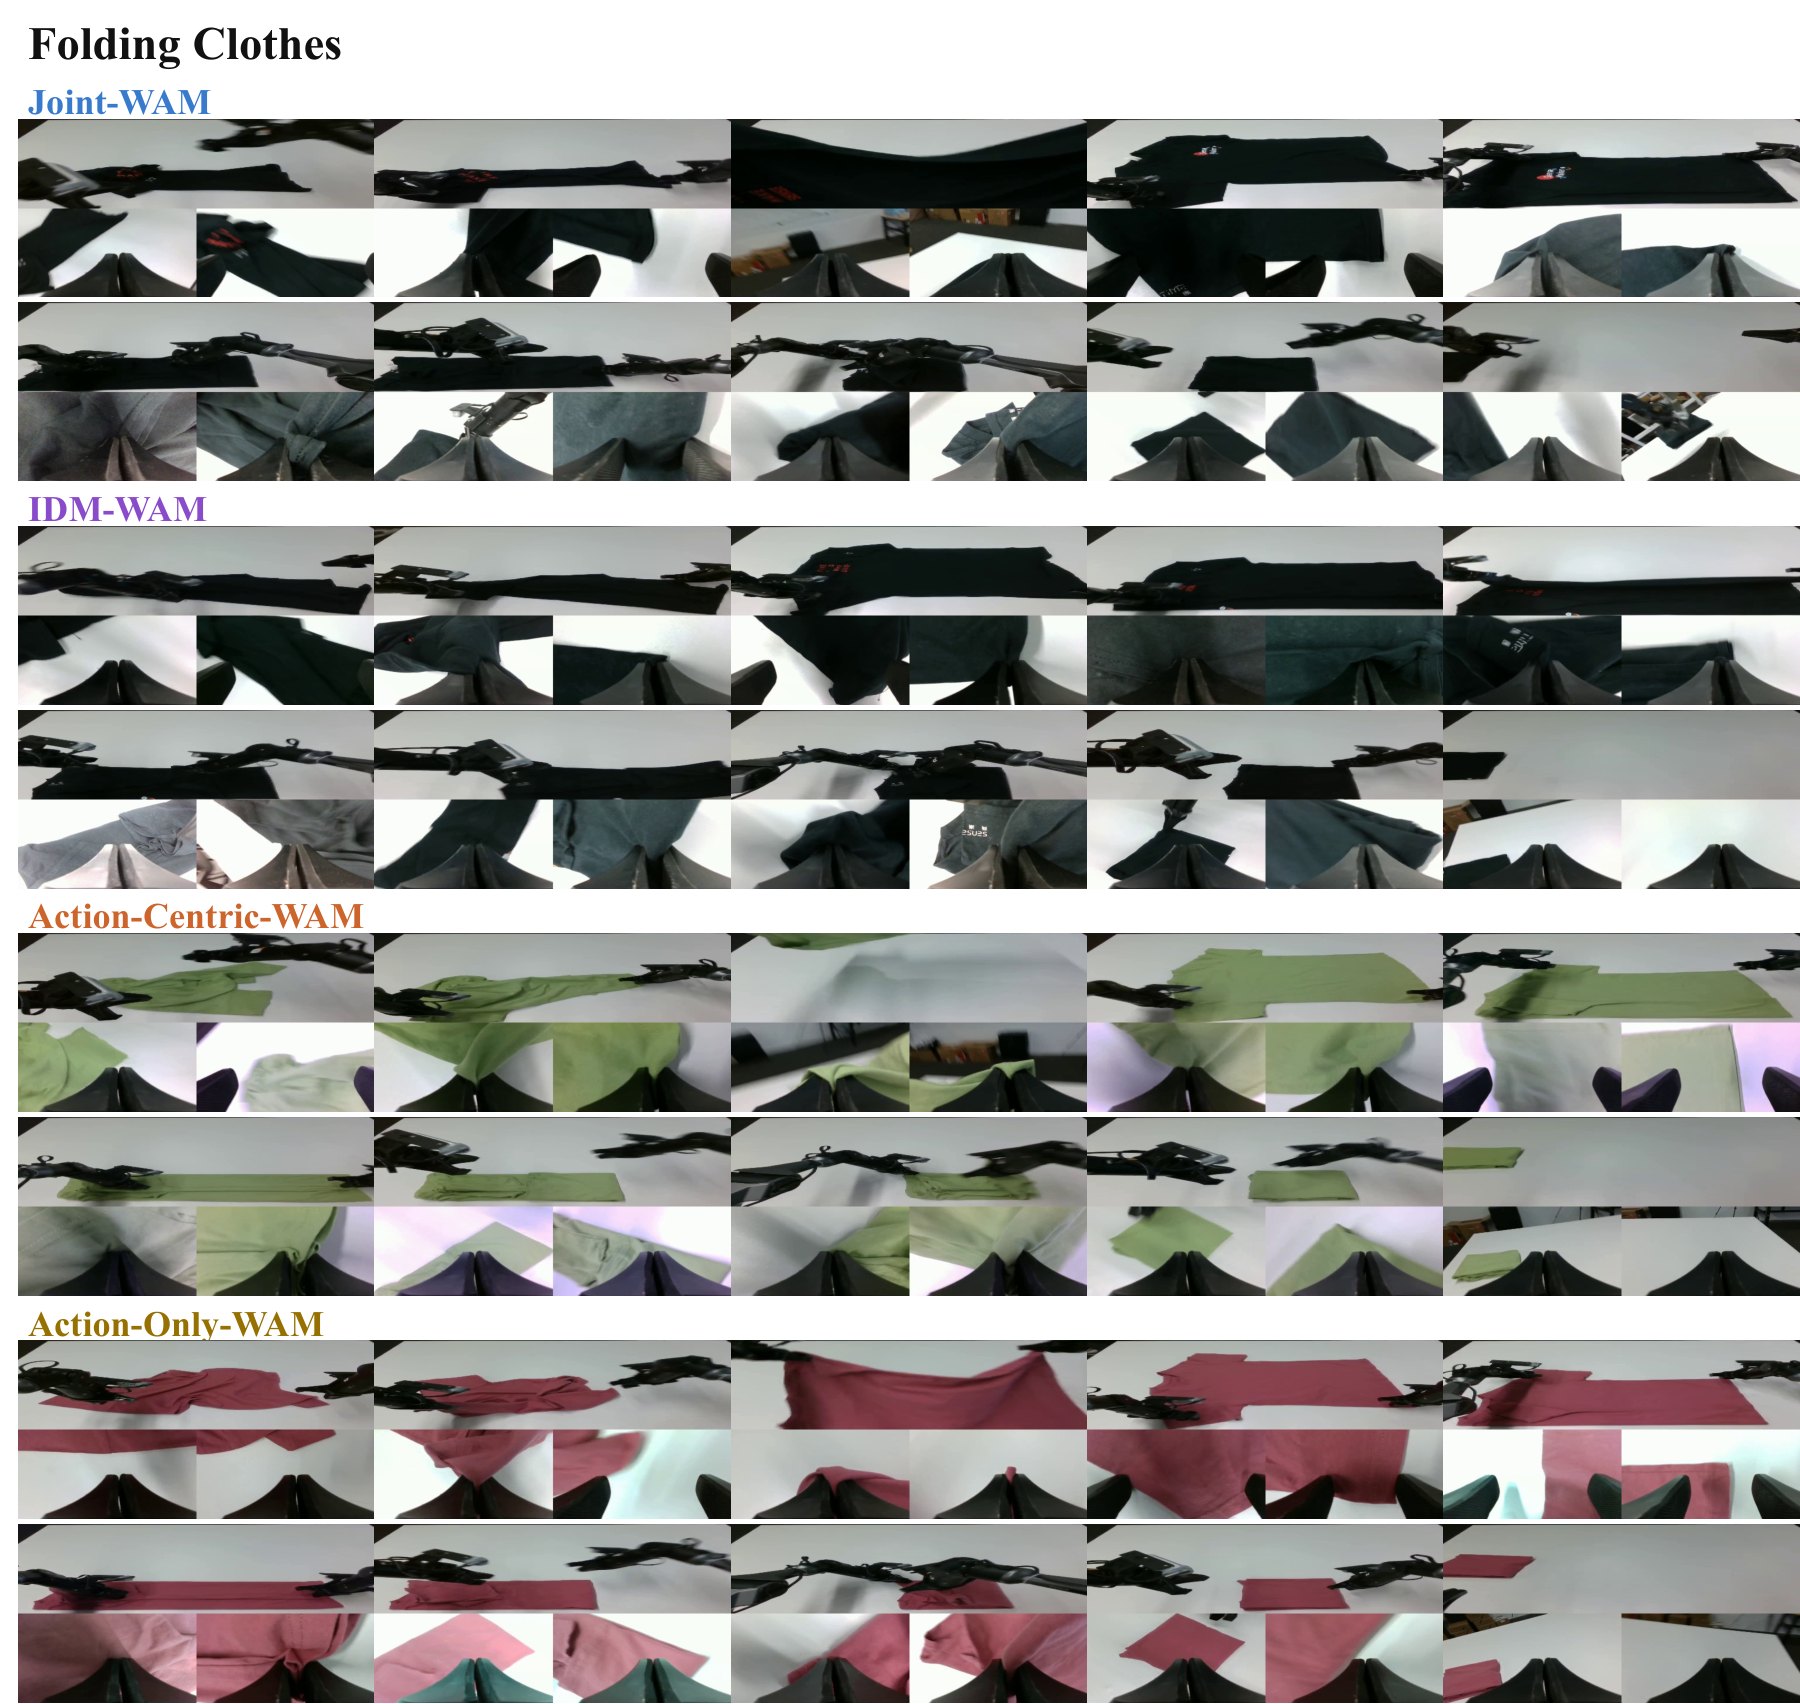 Folding Clothes
Joint-WAM
IDM-WAM
Action-Centric-WAM
Action-Only-WAM